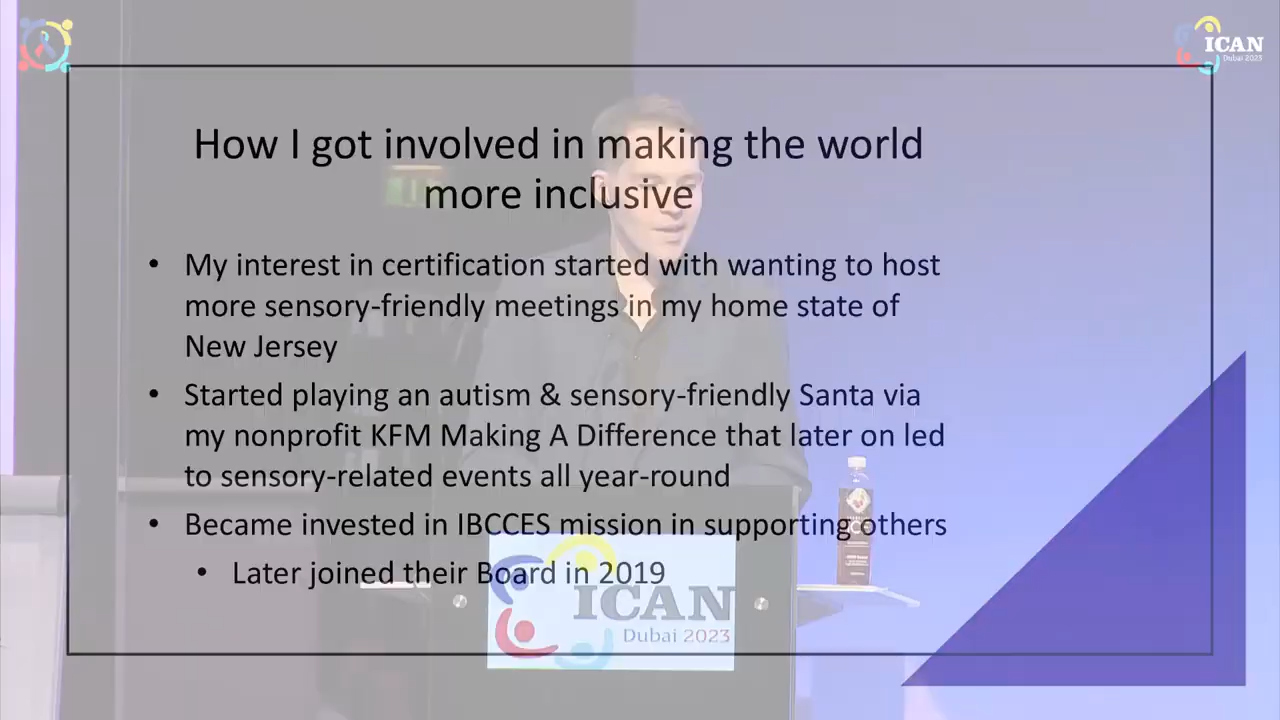 ICAN
Dubai 2023
How I got involved in making the world
more inclusive
• My interest in certification started with wanting to host
more sensory-friendly meetings in my home state of
New Jersey
• Started playing an autism & sensory-friendly Santa via
my nonprofit KFM Making A Difference that later on led
to sensory-related events all year-round
• Became invested in IBCCES mission in supporting others
• Later joined their Board in 2019
ICAN
Dubai 2023